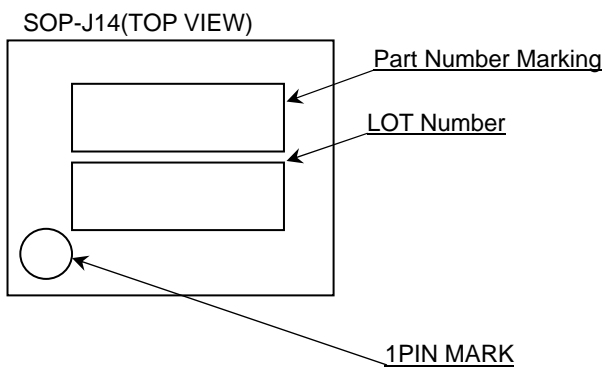 SOP-J14(TOP VIEW)
Part Number Marking
LOT Number
1PIN MARK